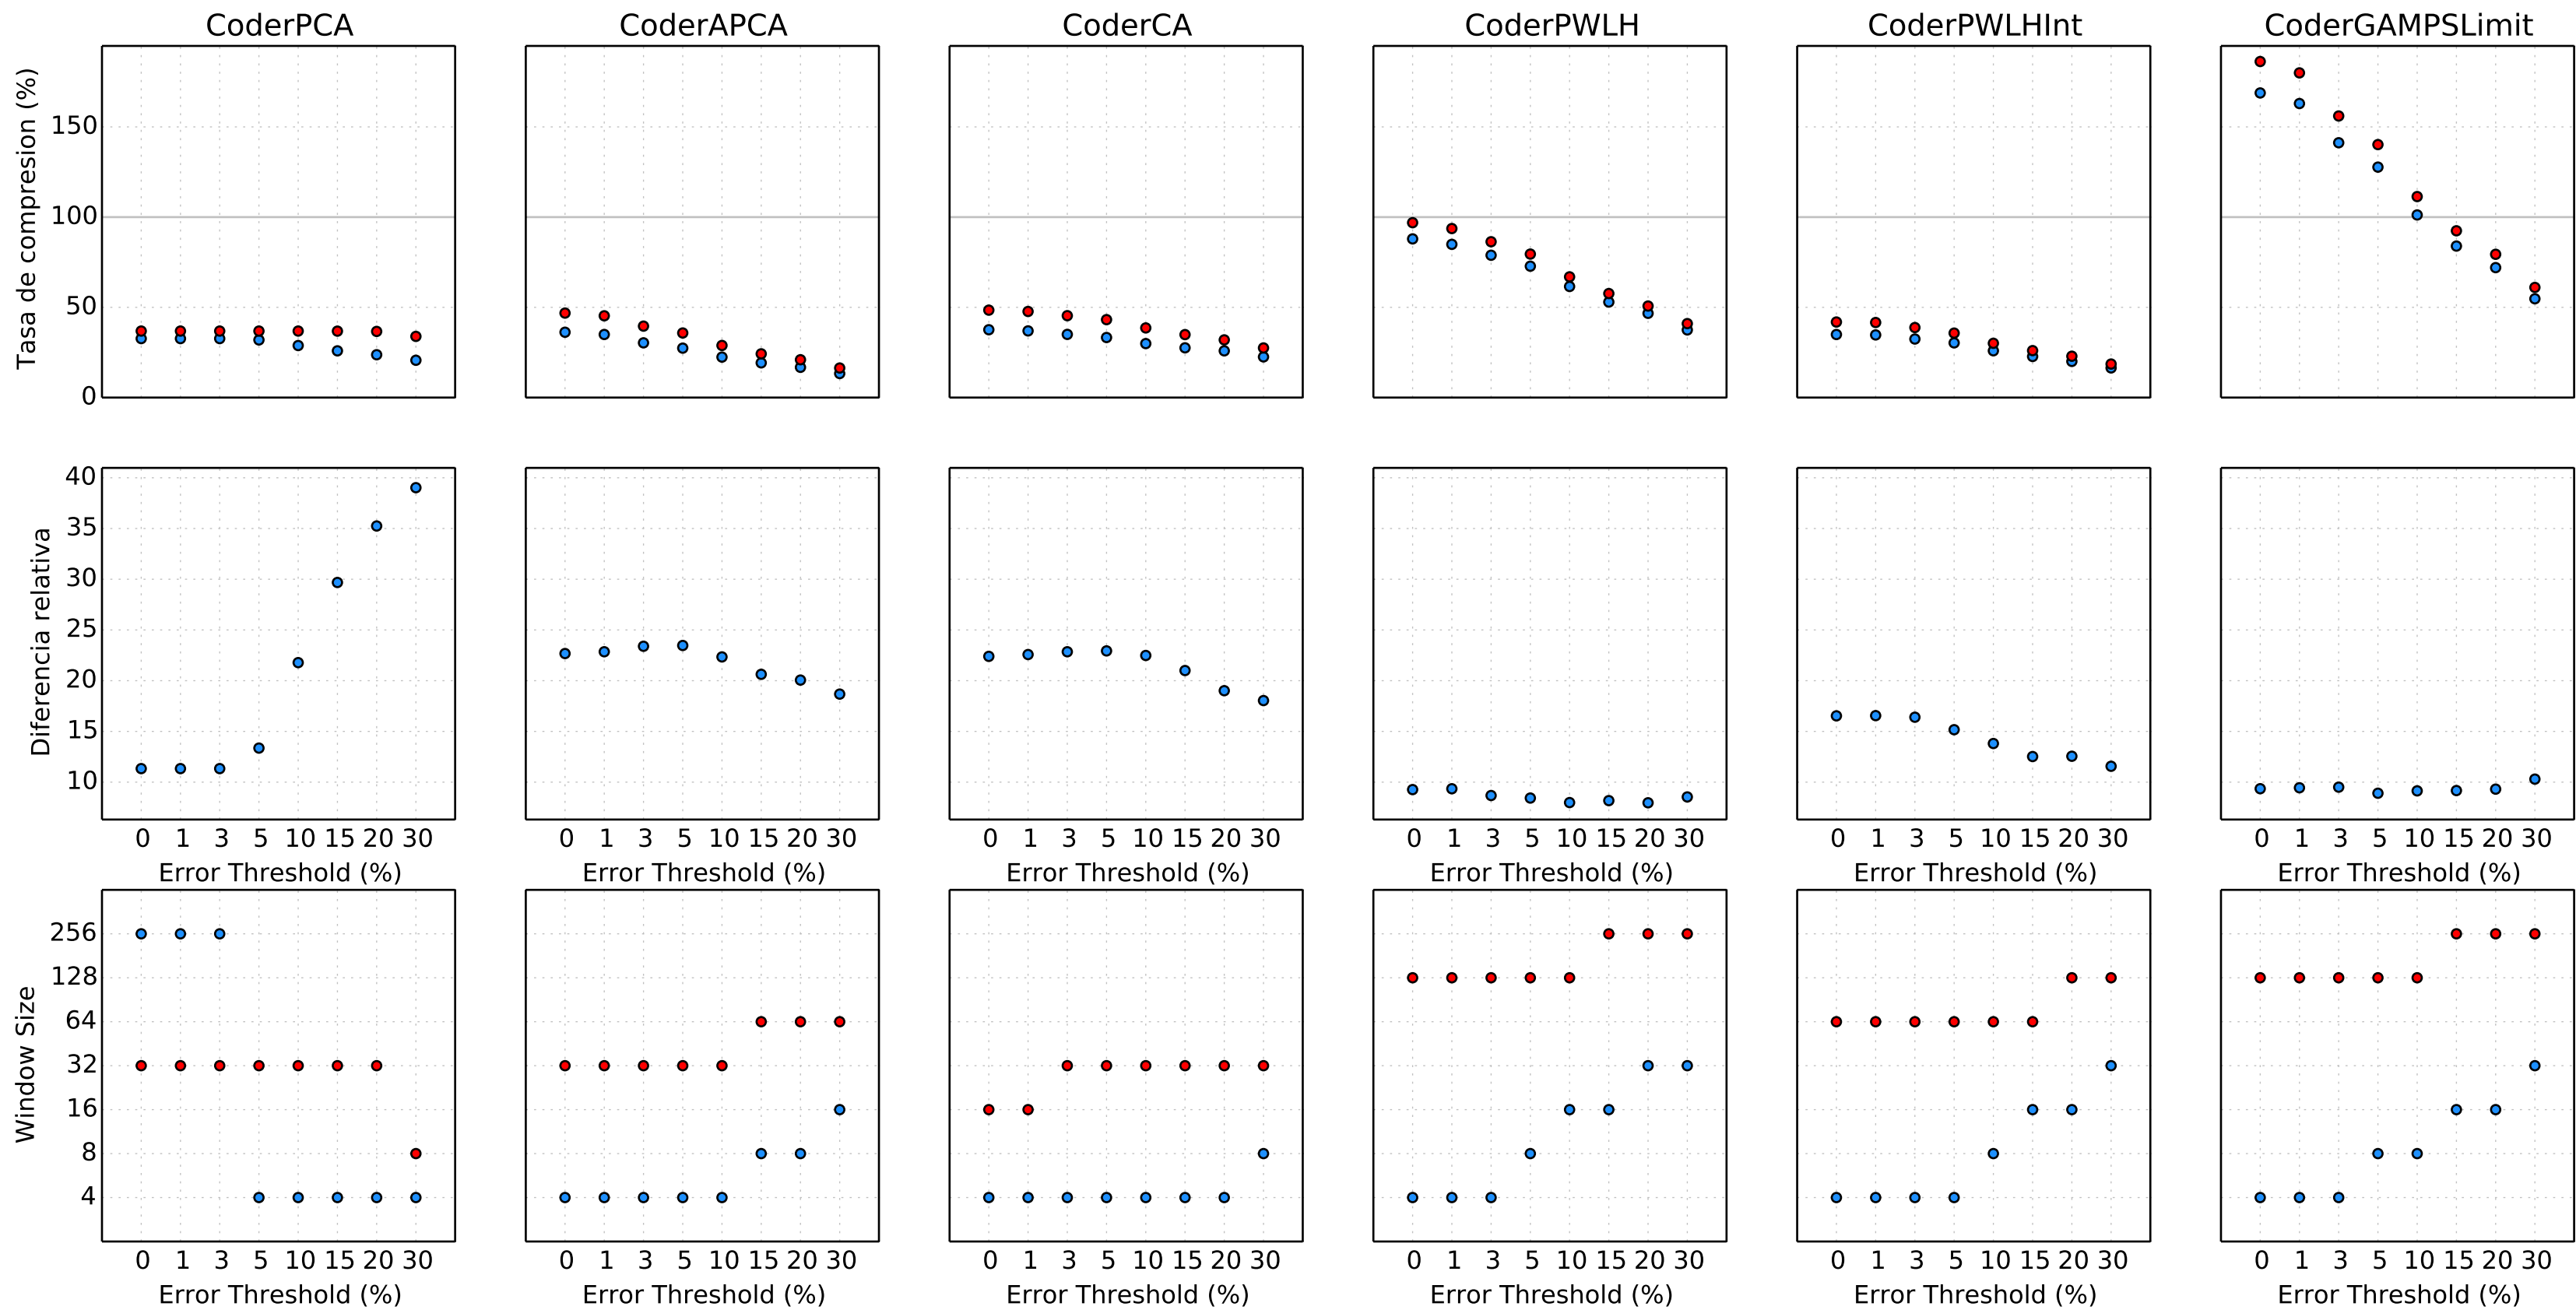 CoderPCA CoderAPCA CoderCA CoderPWLH CoderPWLHInt CoderGAMPSLimit
Tasa de compresion (%)
150
100
50
0
Diferencia relativa
40
35
30
25
20
15
10
0 1 3 5 10 15 20 30 0 1 3 5 10 15 20 30 0 1 3 5 10 15 20 30 0 1 3 5 10 15 20 30 0 1 3 5 10 15 20 30 0 1 3 5 10 15 20 30
Error Threshold (%) Error Threshold (%) Error Threshold (%) Error Threshold (%) Error Threshold (%) Error Threshold (%)
Window Size
256
128
64
32
16
8
4
0 1 3 5 10 15 20 30 0 1 3 5 10 15 20 30 0 1 3 5 10 15 20 30 0 1 3 5 10 15 20 30 0 1 3 5 10 15 20 30 0 1 3 5 10 15 20 30
Error Threshold (%) Error Threshold (%) Error Threshold (%) Error Threshold (%) Error Threshold (%) Error Threshold (%)